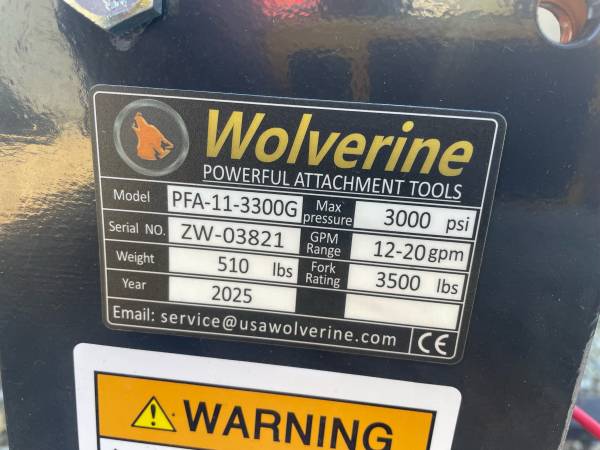 Wolverine
POWERFUL ATTACHMENT TOOLS
Model PFA-11-3300G Max pressure 3000 psi
Serial NO. ZW-03821 GPM Range 12-20 gpm
Weight 510 lbs Fork Rating 3500 lbs
Year 2025
Email: service@usawolverine.com CE
WARNING